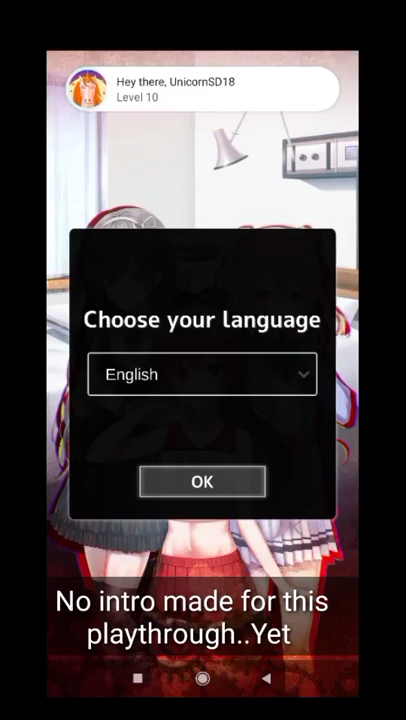 Hey there, UnicornSD18
Level 10
Choose your language
English
OK
No intro made for this
playthrough..Yet